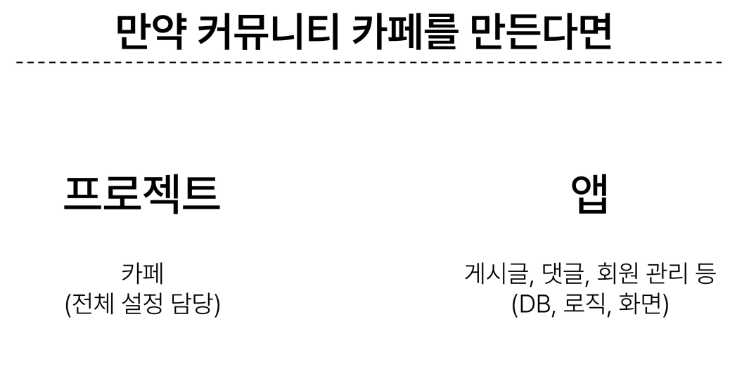 만약 커뮤니티 카페를 만든다면
프로젝트
앱
카페
(전체 설정 담당)
게시글, 댓글, 회원 관리 등
(DB, 로직, 화면)